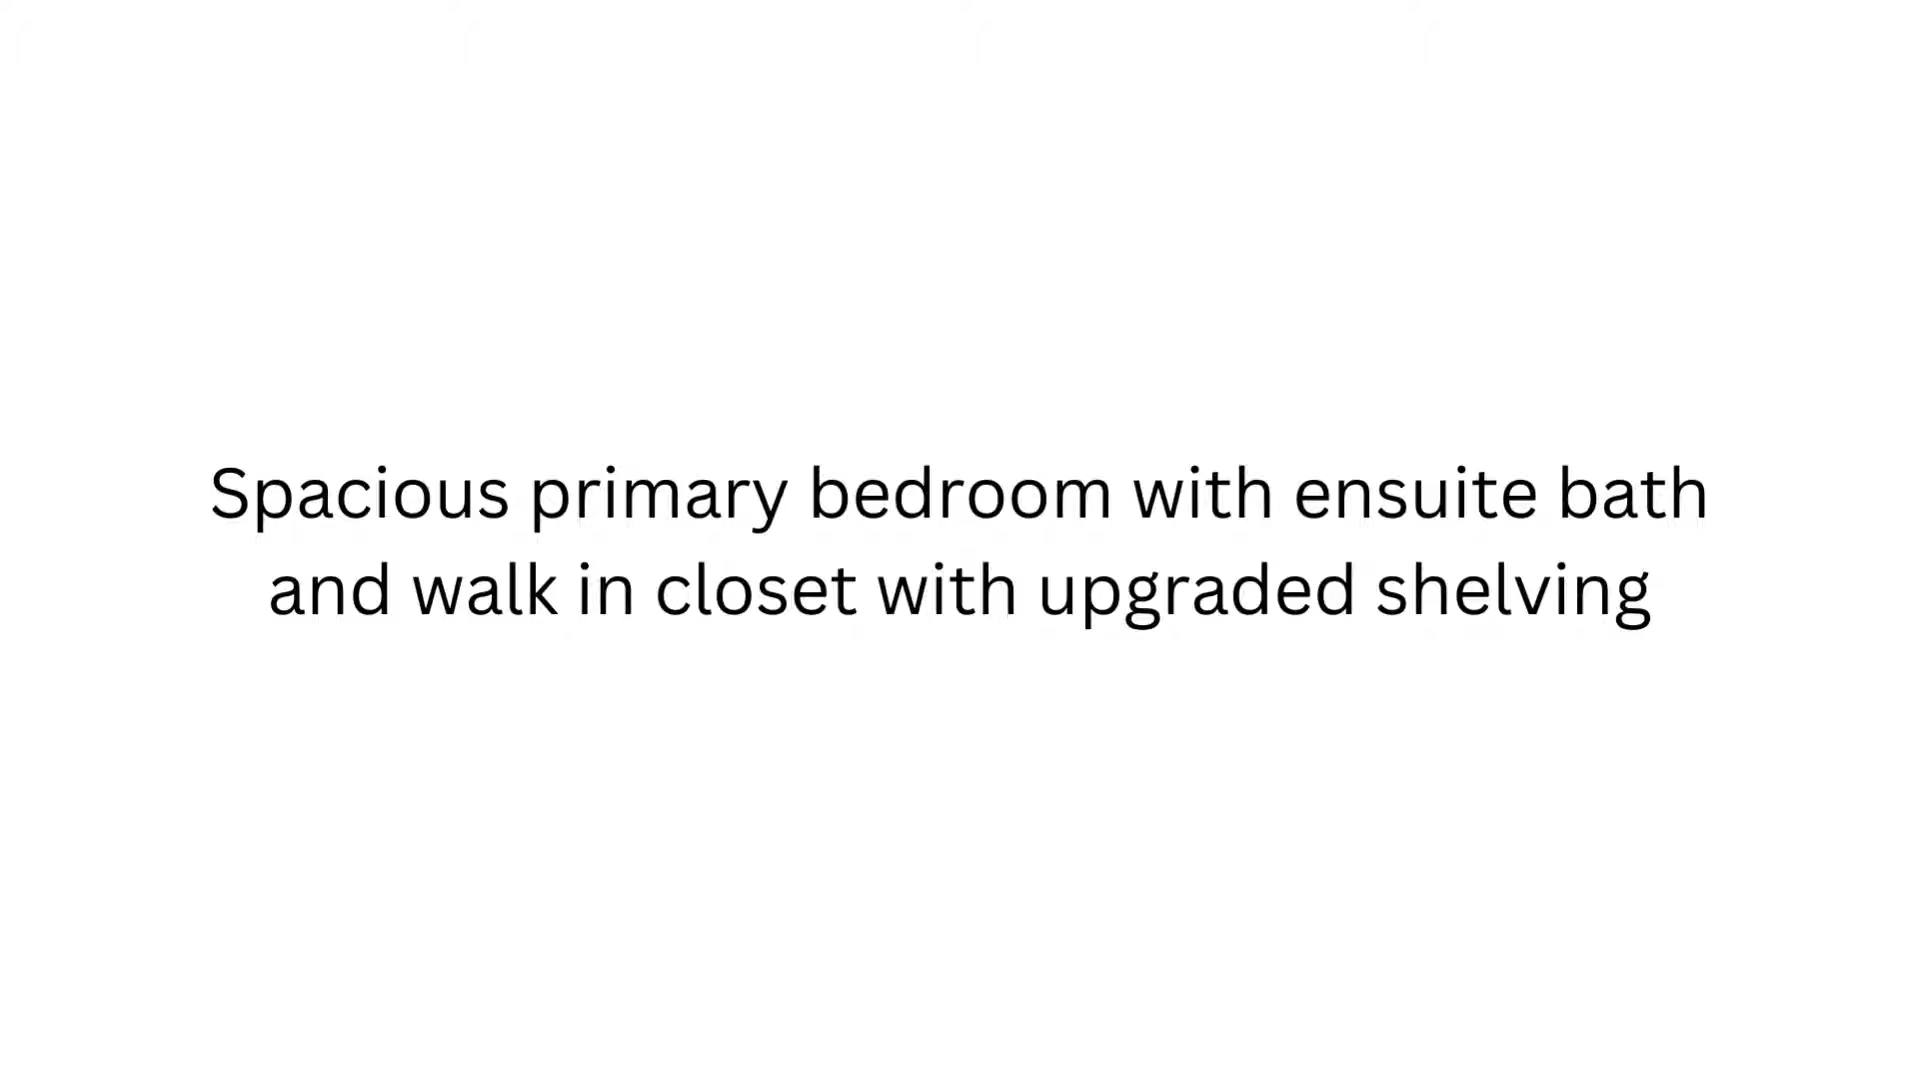 Spacious primary bedroom with ensuite bath
and walk in closet with upgraded shelving